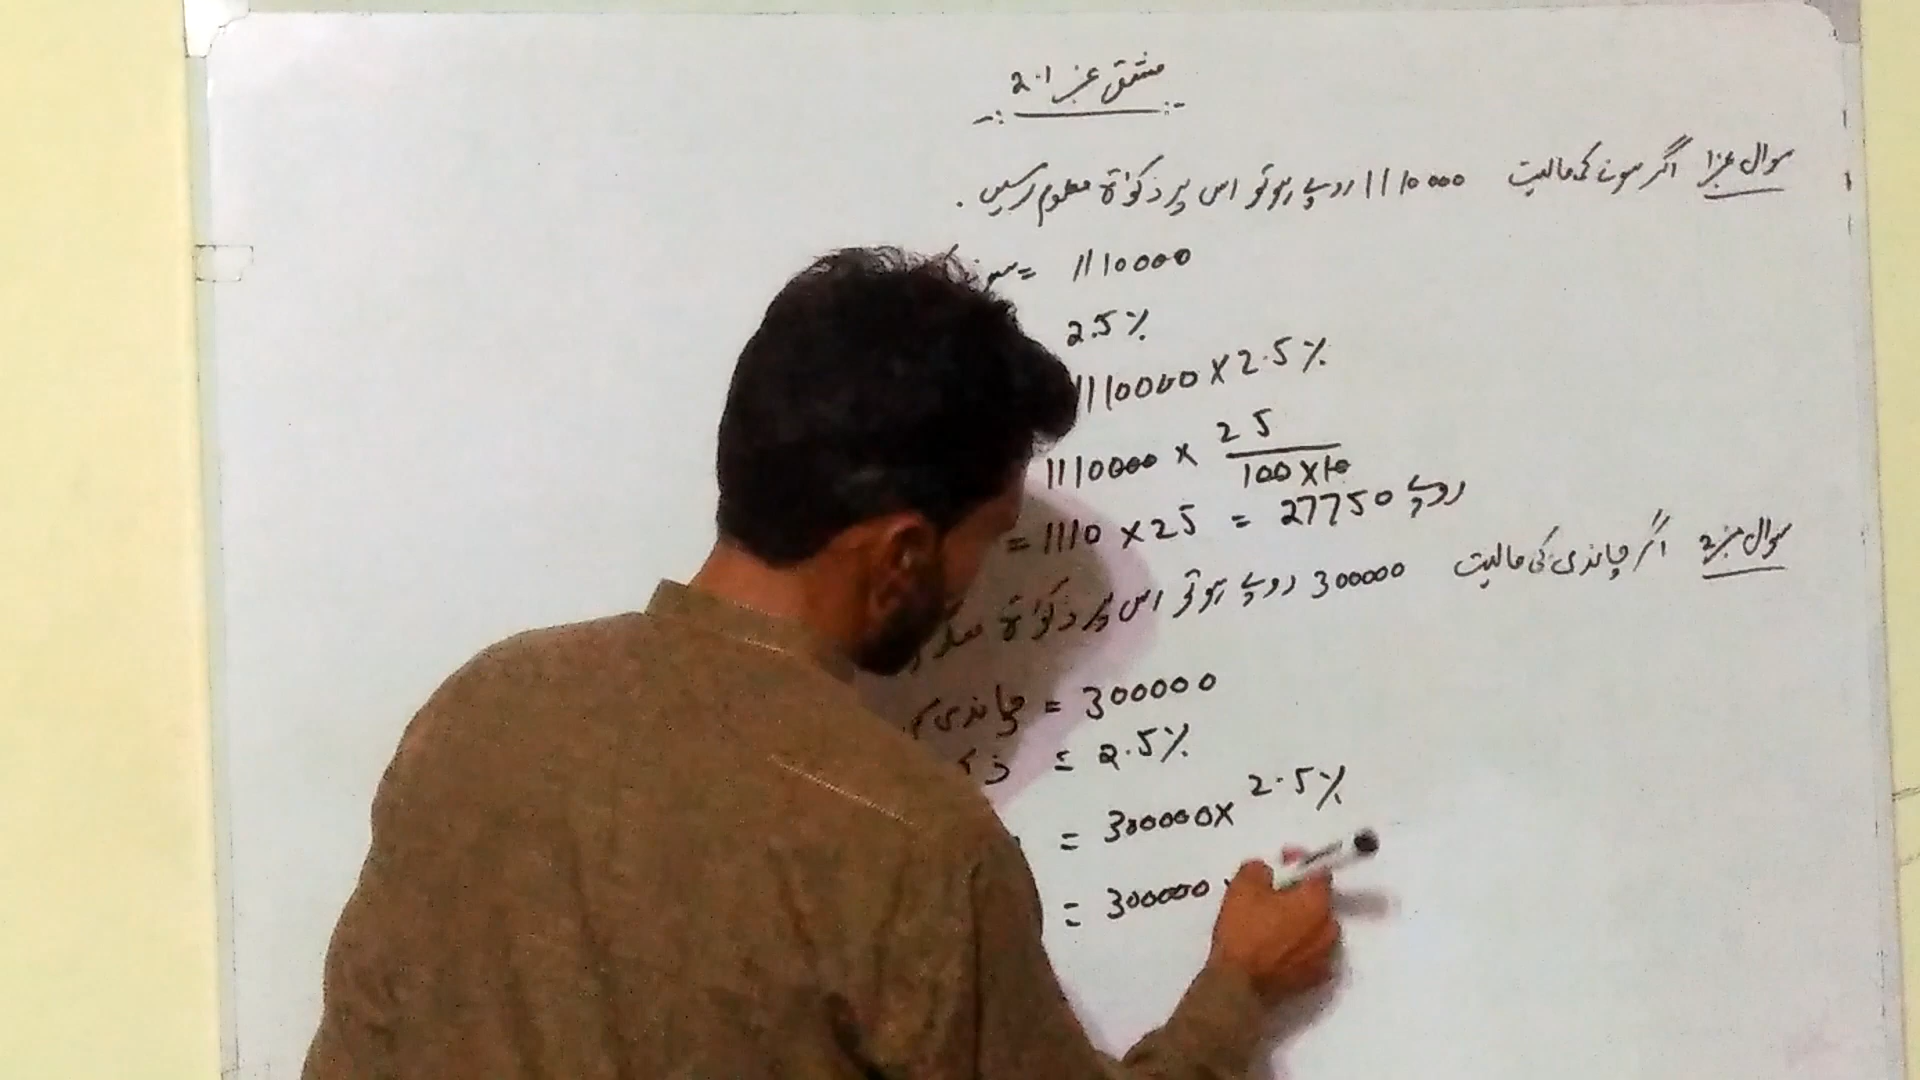 مشق نمبر 2.1
سوال نمبر 1 اگر سونے کی مالیت 1110000 روپے ہو تو اس پر زکوٰۃ معلوم کریں .
= 1110000
2.5%
1110000 x 2.5%
1110000 x 25/100x10
= 1110 x 25 = 27750 روپے
سوال نمبر 2 اگر چاندی کی مالیت 300000 روپے ہو تو اس پر زکوٰۃ
چاندی = 300000
= 2.5%
= 300000x 2.5%
= 300000